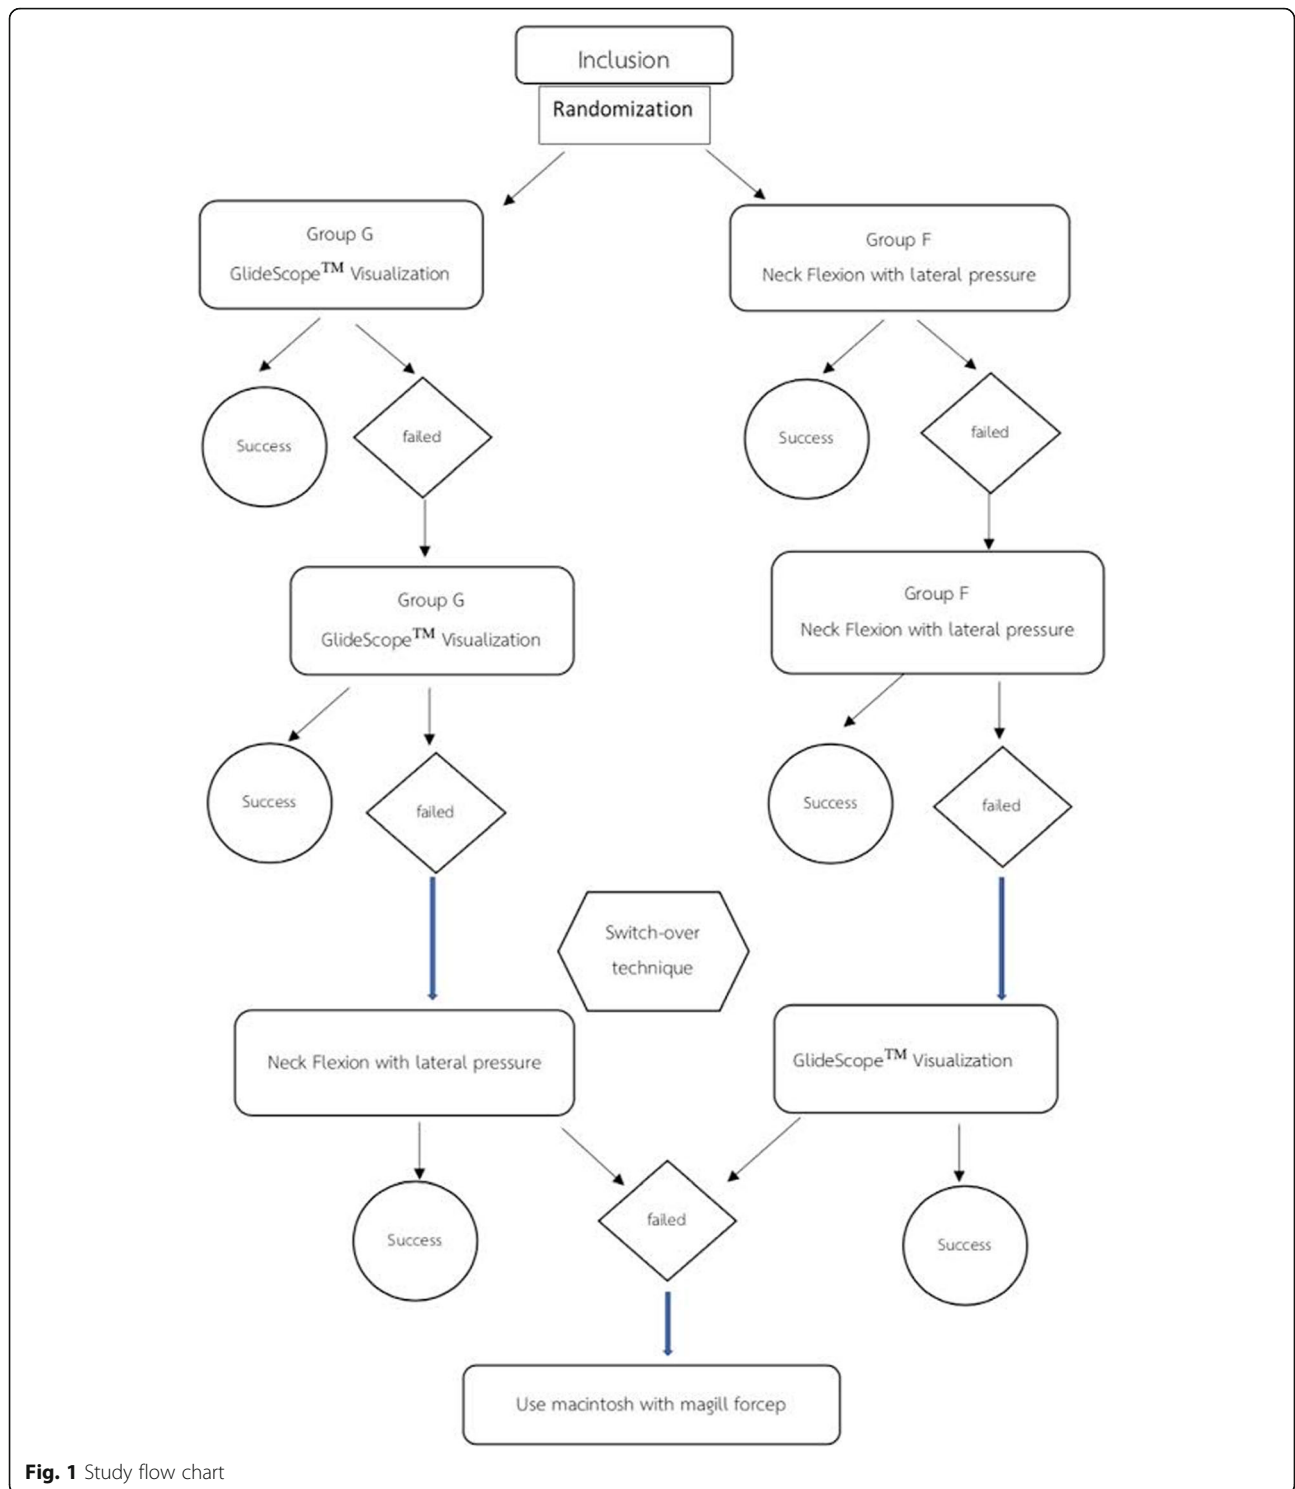 Inclusion
Randomization
Group G
GlideScope™ Visualization
Group F
Neck Flexion with lateral pressure
Success
failed
Success
failed
Group G
GlideScope™ Visualization
Group F
Neck Flexion with lateral pressure
Success
failed
Success
failed
Switch-over
technique
Neck Flexion with lateral pressure
GlideScope™ Visualization
Success
failed
Success
Use macintosh with magill forcep
Fig. 1 Study flow chart